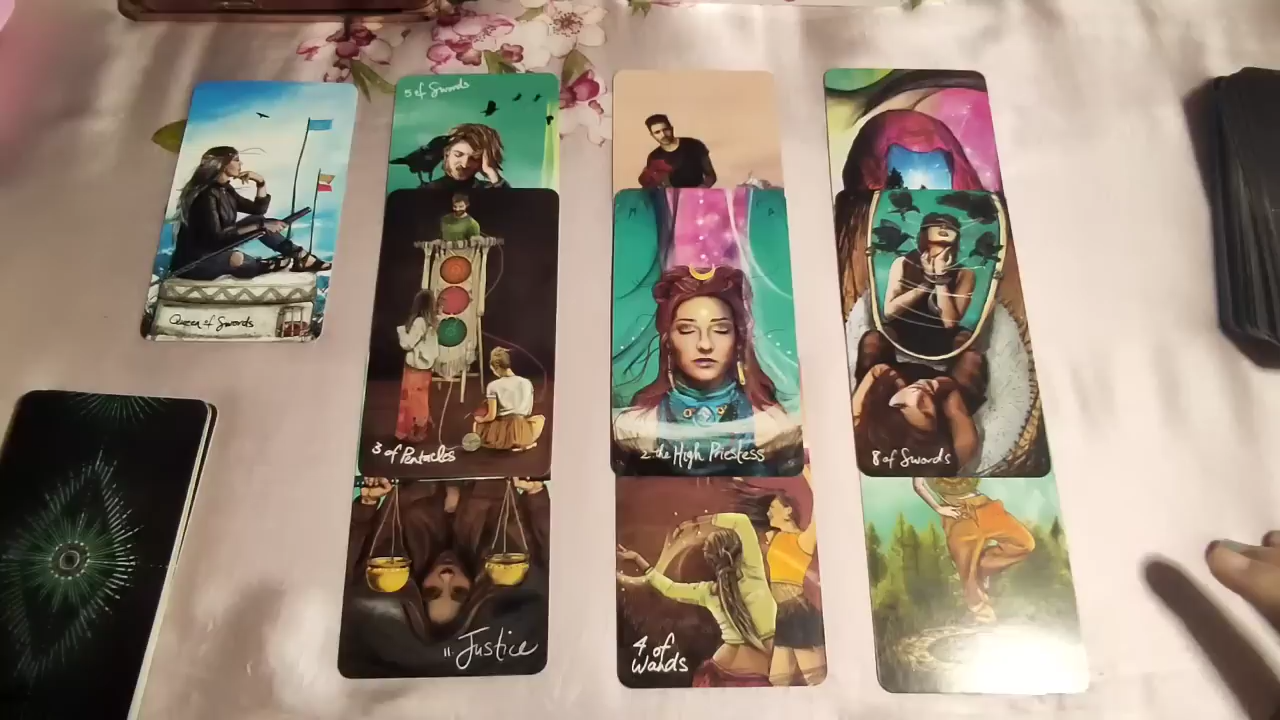 5 of Swords
Queen of Swords
3 of Pentacles
2 the High Priestess
8 of Swords
11. Justice
4 of
Wands